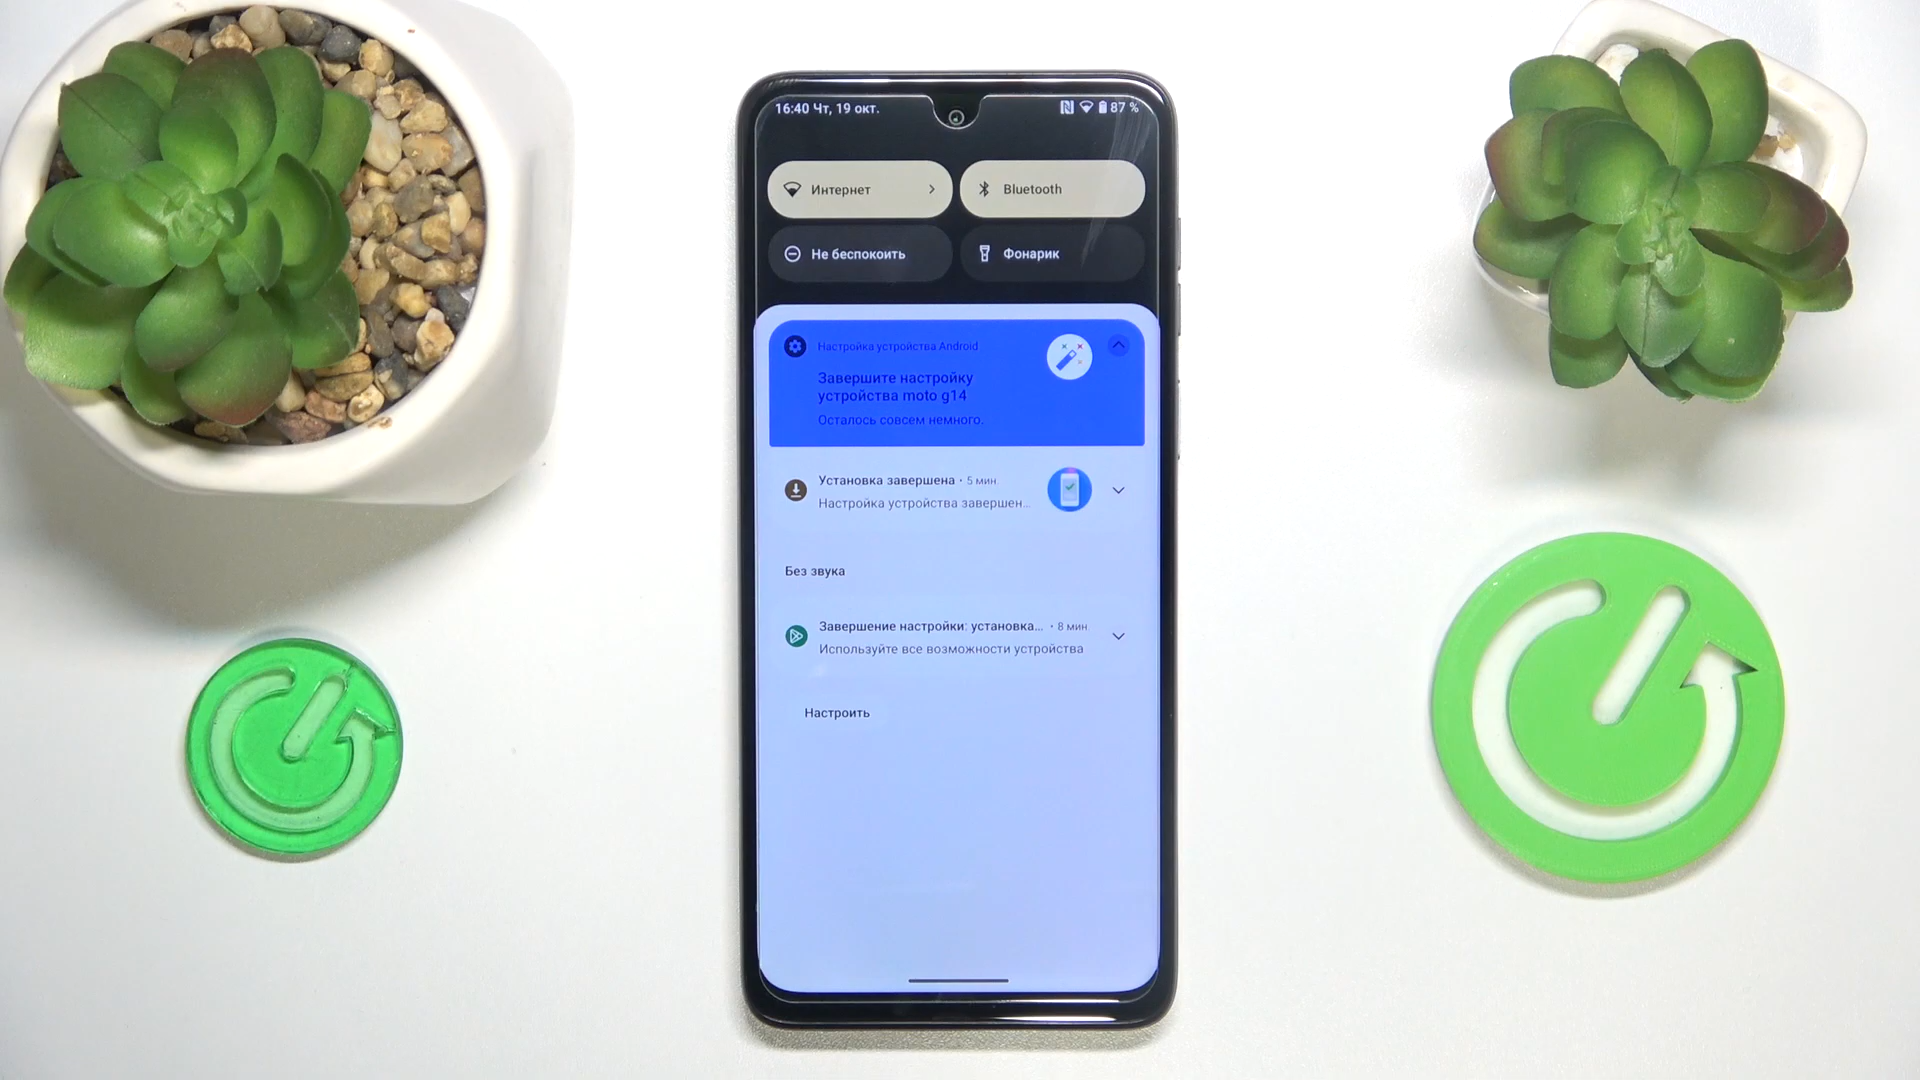 16:40 Чт, 19 окт.
87 %
Интернет
Bluetooth
Не беспокоить
Фонарик
Настройка устройства Android
Завершите настройку
устройства moto g14
Осталось совсем немного.
Установка завершена • 5 мин
Настройка устройства завершен…
Без звука
Завершение настройки: установка… • 8 мин.
Используйте все возможности устройства
Настроить